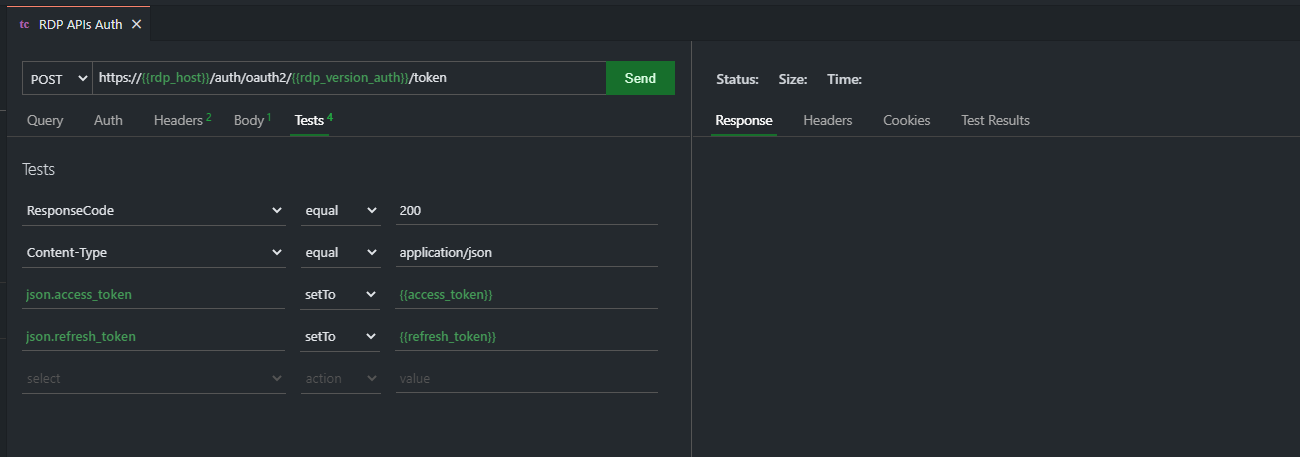 tc RDP APIs Auth ×
POST https://{{rdp_host}}/auth/oauth2/{{rdp_version_auth}}/token Send
Status: Size: Time:
Query Auth Headers 2 Body 1 Tests 4
Response Headers Cookies Test Results
Tests
ResponseCode equal 200
Content-Type equal application/json
json.access_token setTo {{access_token}}
json.refresh_token setTo {{refresh_token}}
select action value